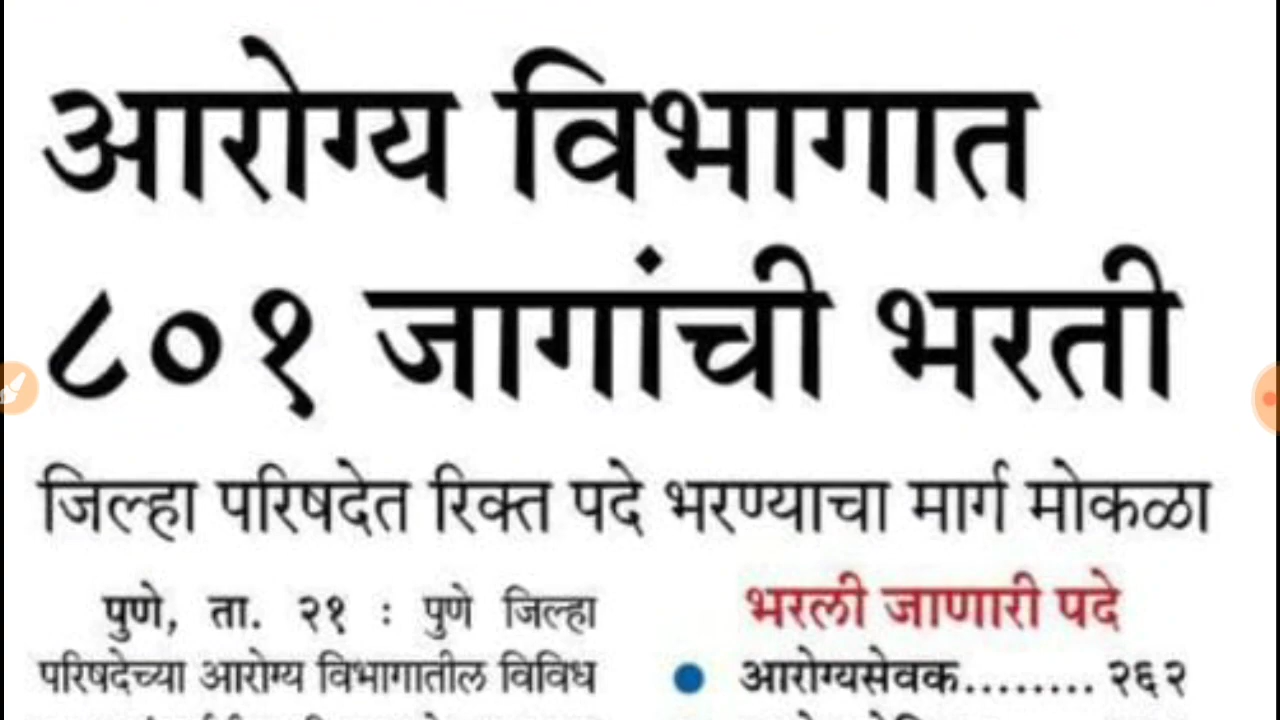 आरोग्य विभागात
८०१ जागांची भरती
जिल्हा परिषदेत रिक्त पदे भरण्याचा मार्ग मोकळा
पुणे, ता. २१ : पुणे जिल्हा
परिषदेच्या आरोग्य विभागातील विविध
भरली जाणारी पदे
● आरोग्यसेवक........ २६२